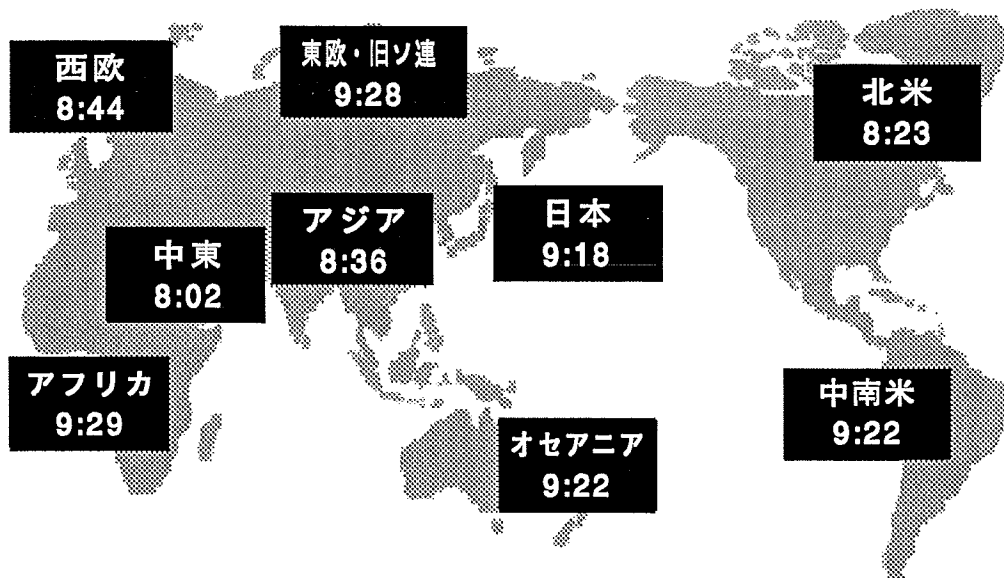 西欧
8:44
東欧・旧ソ連
9:28
北米
8:23
アジア
8:36
日本
9:18
中東
8:02
アフリカ
9:29
中南米
9:22
オセアニア
9:22